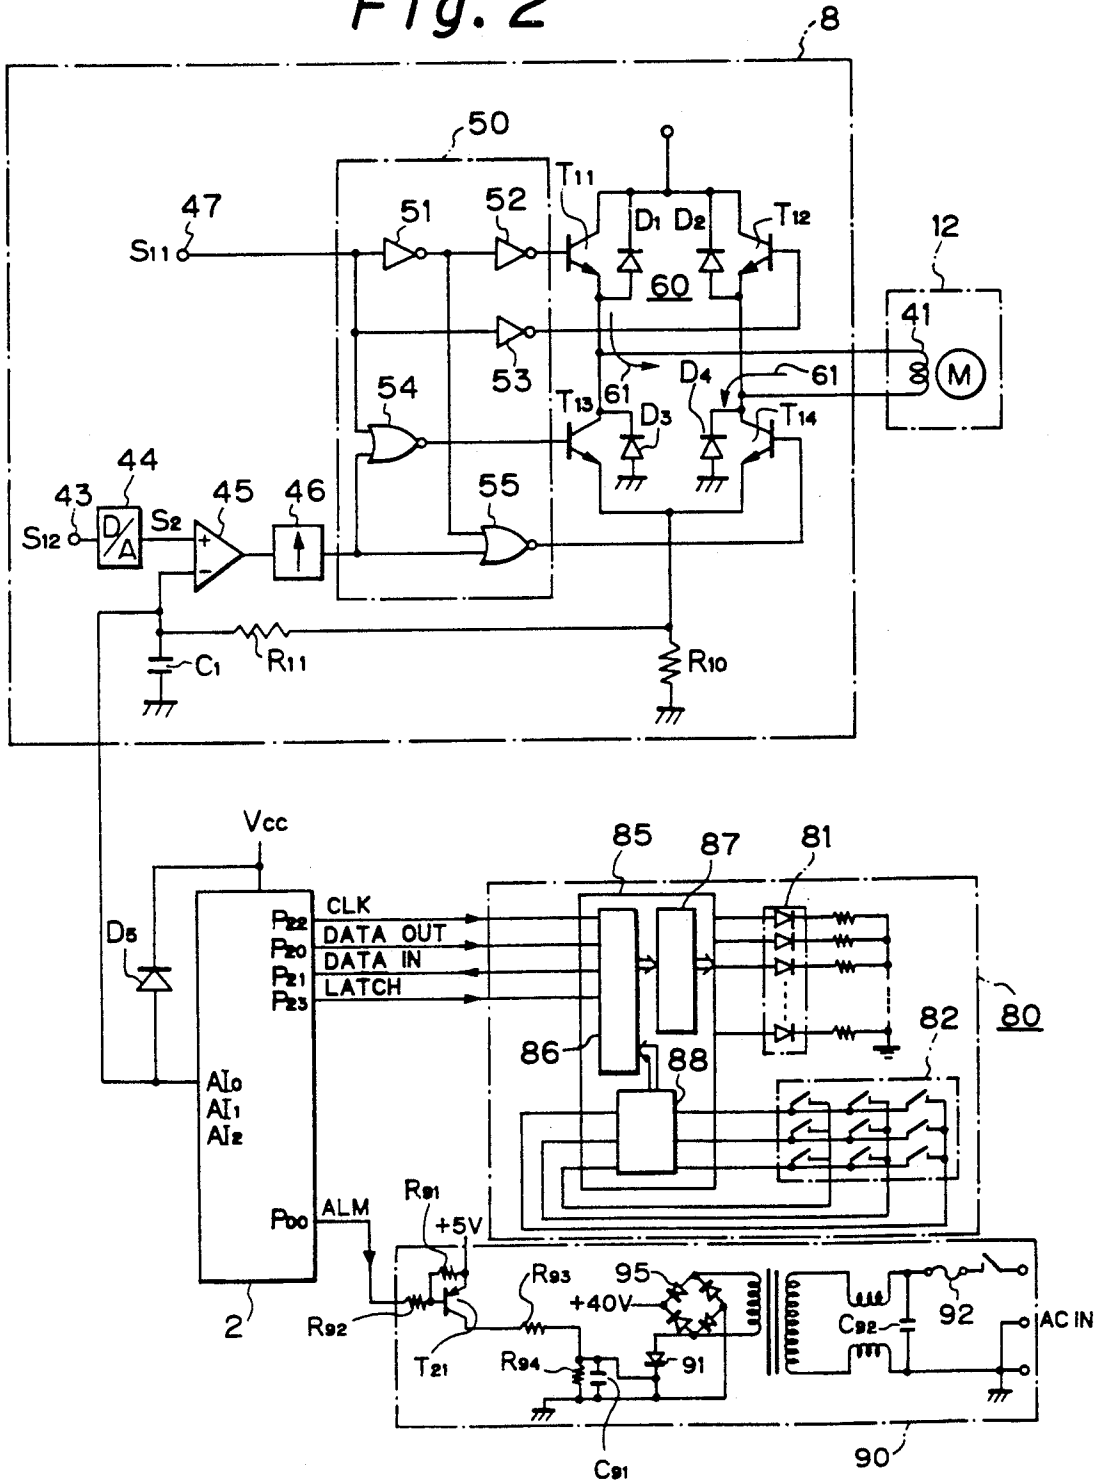 Fig. 2
8
50
T11
47
51
52
D1
D2
T12
12
S11
60
41
53
M
54
61
D4
61
T13
D3
T14
44
43
45
46
55
S12
D/A
S2
+
−
R11
C1
R10
Vcc
85
87
81
P22
CLK
D5
P20
DATA OUT
P21
DATA IN
P23
LATCH
80
82
86
88
AI0
AI1
AI2
R91
P00
ALM
+5V
R93
95
+40V
R92
2
C92
92
AC IN
T21
R94
91
C91
90